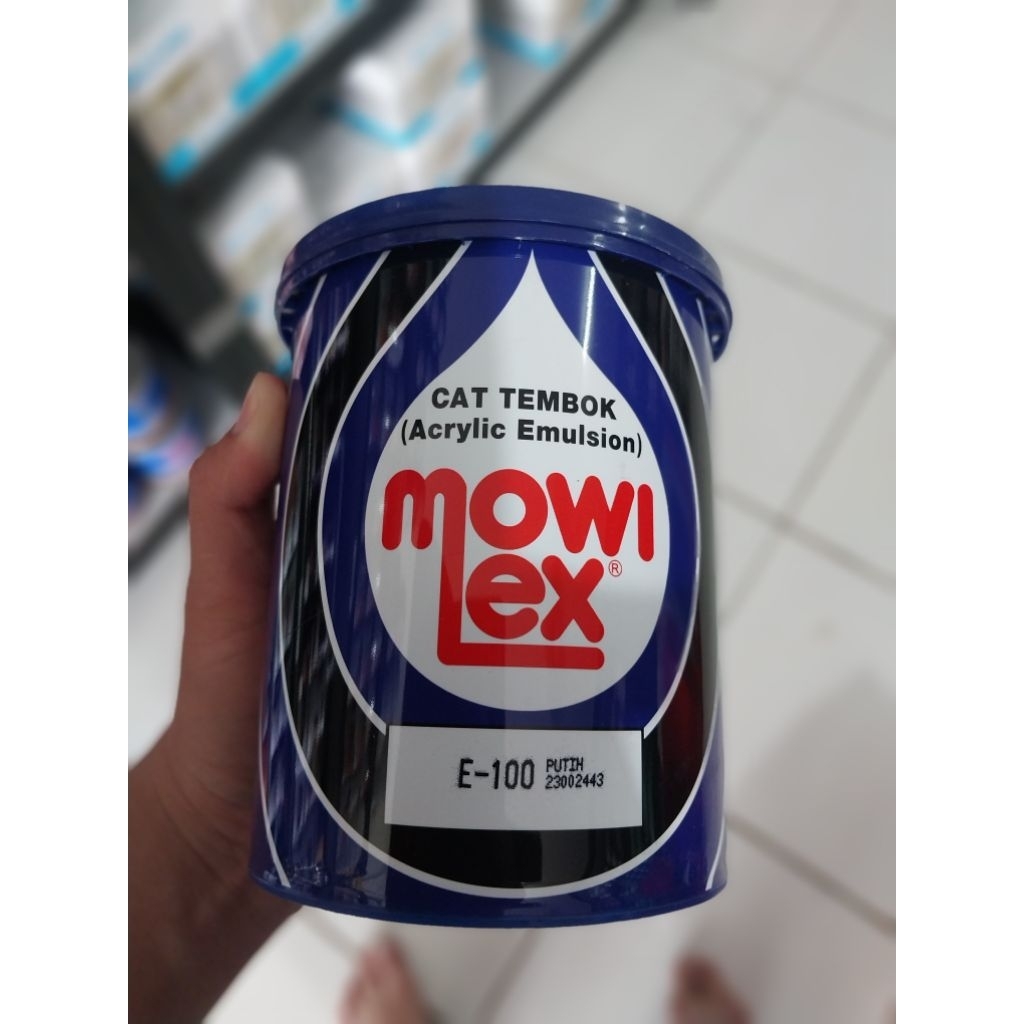 CAT TEMBOK
(Acrylic Emulsion)
mowi
Lex®
E-100 PUTIH
23002443